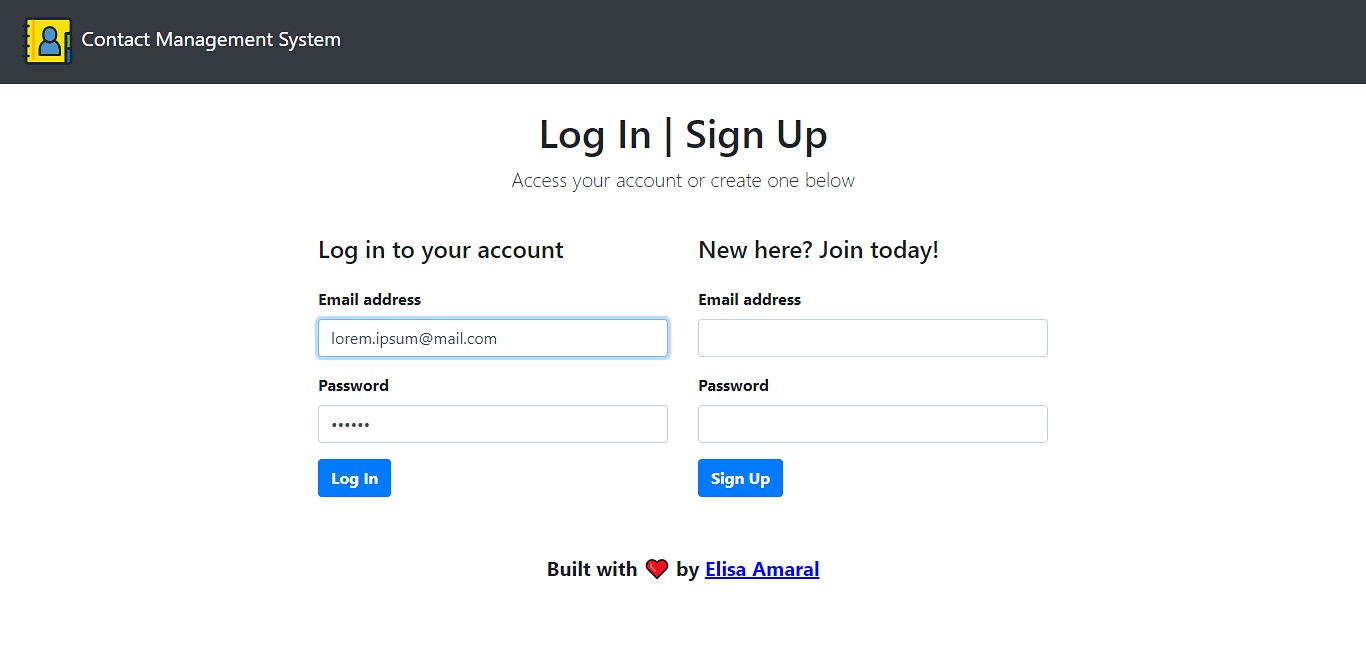 Contact Management System
Log In | Sign Up
Access your account or create one below
Log in to your account
Email address
lorem.ipsum@mail.com
Password
••••••
Log In
New here? Join today!
Email address
Password
Sign Up
Built with ❤ by Elisa Amaral